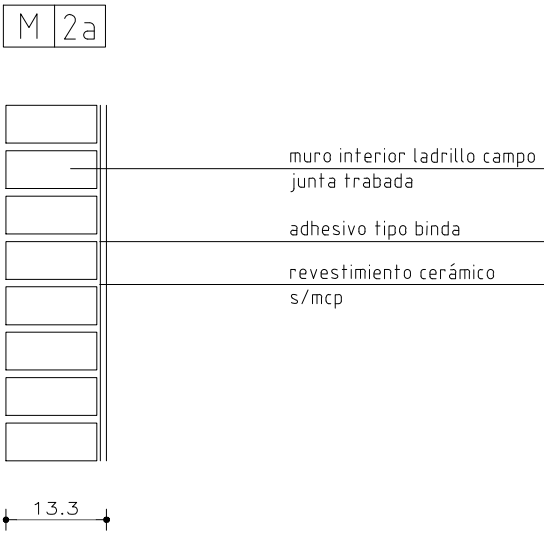 M 2a
muro interior ladrillo campo
junta trabada
adhesivo tipo binda
revestimiento cerámico
s/mcp
13.3